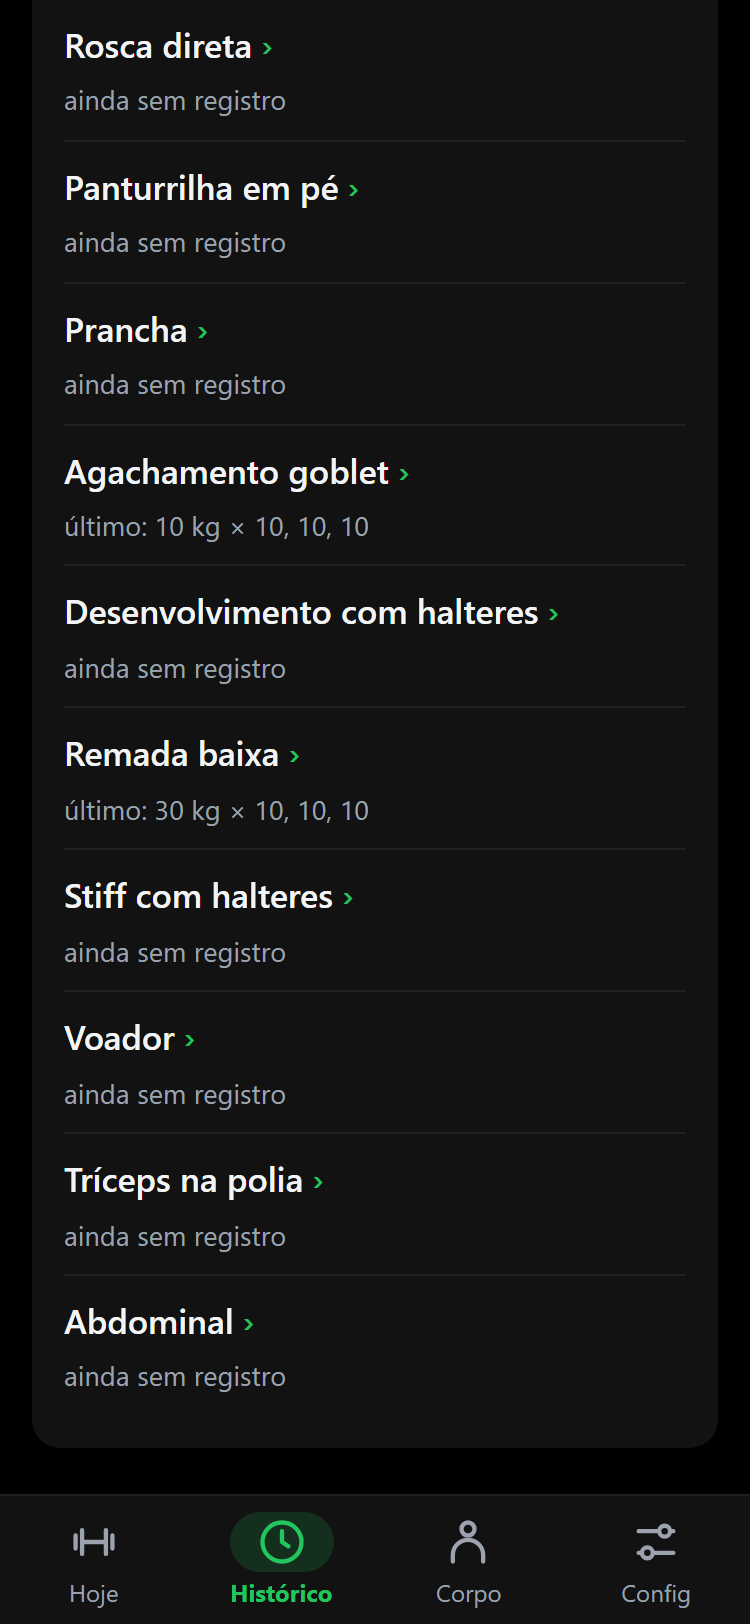 Rosca direta ›
ainda sem registro
Panturrilha em pé ›
ainda sem registro
Prancha ›
ainda sem registro
Agachamento goblet ›
último: 10 kg × 10, 10, 10
Desenvolvimento com halteres ›
ainda sem registro
Remada baixa ›
último: 30 kg × 10, 10, 10
Stiff com halteres ›
ainda sem registro
Voador ›
ainda sem registro
Tríceps na polia ›
ainda sem registro
Abdominal ›
ainda sem registro
Hoje Histórico Corpo Config